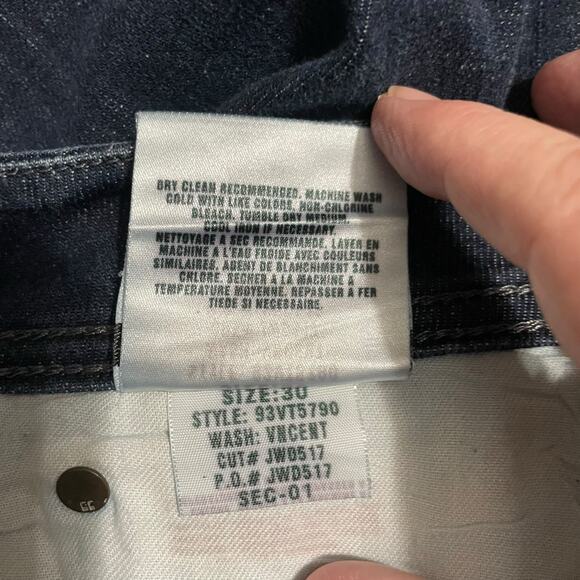 DRY CLEAN RECOMMENDED. MACHINE WASH
COLD WITH LIKE COLORS, NON-CHLORINE
BLEACH. TUMBLE DRY MEDIUM.
COOL IRON IF NECESSARY.
NETTOYAGE A SEC RECOMMANDE. LAVER EN
MACHINE A L'EAU FROIDE AVEC COULEURS
SIMILAIRES, AGENT DE BLANCHIMENT SANS
CHLORE. SECHER A LA MACHINE A
TEMPERATURE MOYENNE. REPASSER A FER
TIEDE SI NECESSAIRE.
SIZE:30
STYLE: 93VT5790
WASH: VNCENT
CUT# JWD517
P.O.# JWD517
SEC-01